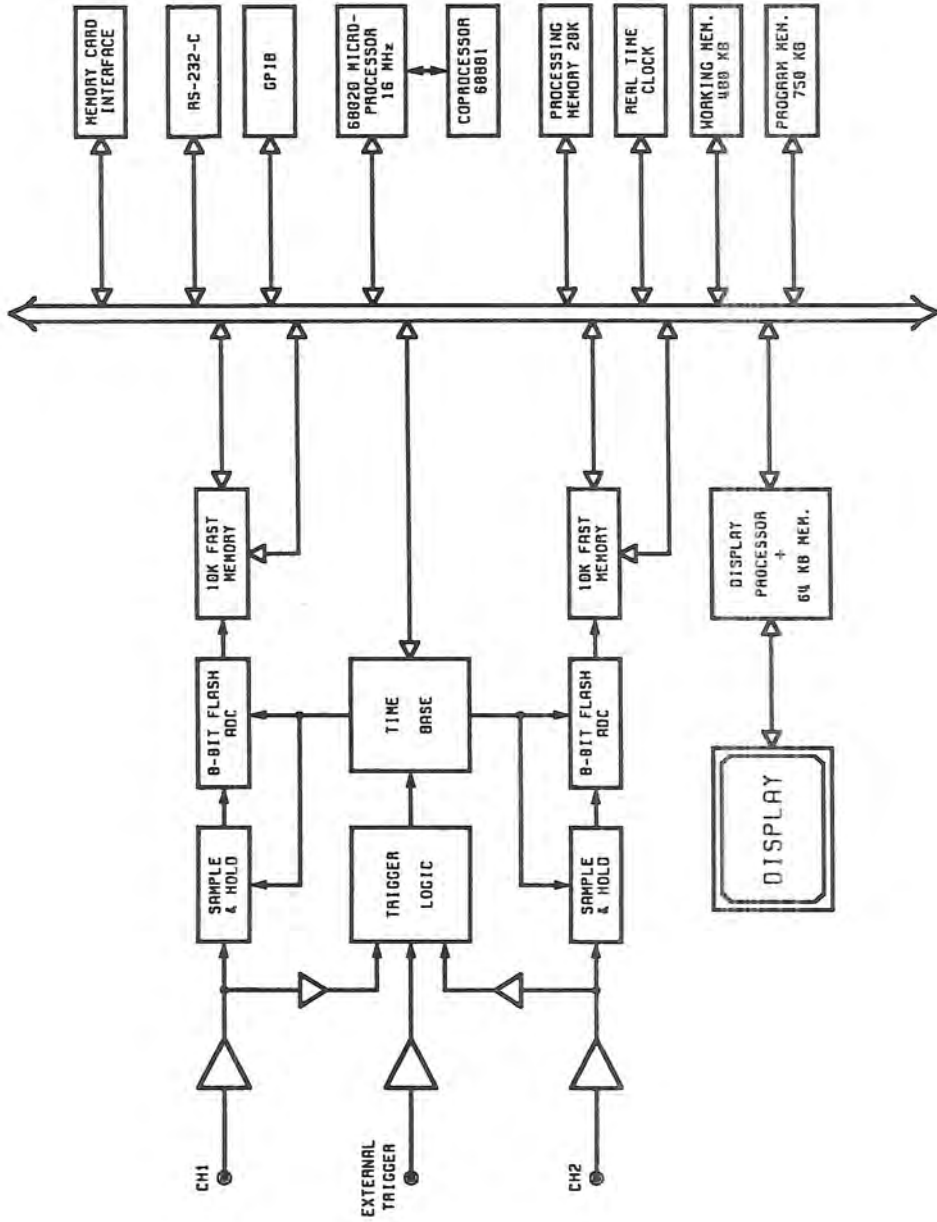 CH1
EXTERNAL
TRIGGER
CH2
SAMPLE
& HOLD
8-BIT FLASH
ADC
10K FAST
MEMORY
TRIGGER
LOGIC
TIME
BASE
SAMPLE
& HOLD
8-BIT FLASH
ADC
10K FAST
MEMORY
DISPLAY
DISPLAY
PROCESSOR
+
64 KB MEM.
MEMORY CARD
INTERFACE
RS-232-C
GPIB
68020 MICRO-
PROCESSOR
16 MHz
COPROCESSOR
68881
PROCESSING
MEMORY 20K
REAL TIME
CLOCK
WORKING MEM.
400 KB
PROGRAM MEM.
750 KB